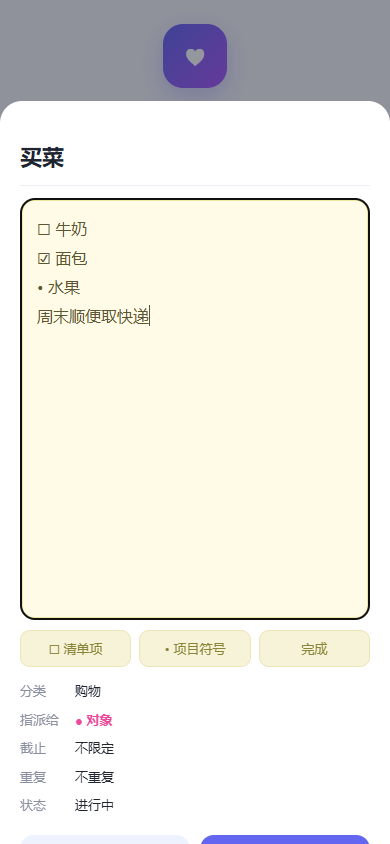 买菜
☐ 牛奶
☑ 面包
• 水果
周末顺便取快递
☐ 清单项
• 项目符号
完成
分类 购物
指派给 ● 对象
截止 不限定
重复 不重复
状态 进行中